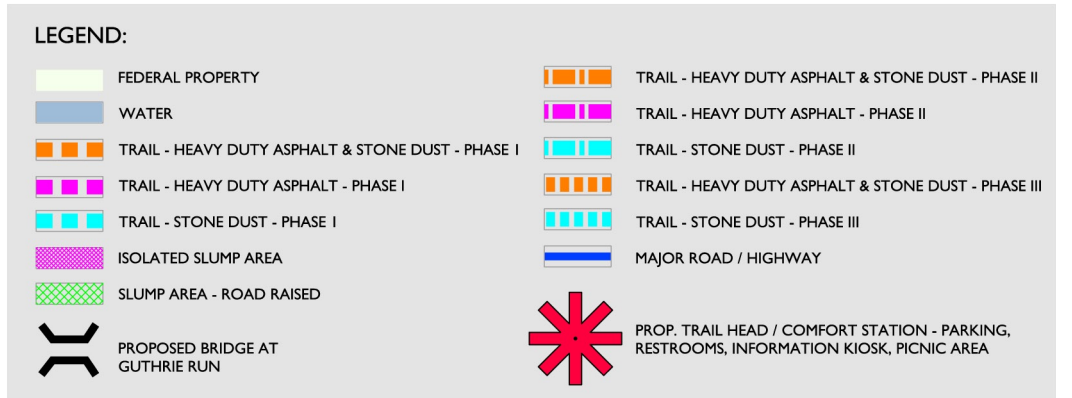 LEGEND:
FEDERAL PROPERTY
WATER
TRAIL - HEAVY DUTY ASPHALT & STONE DUST - PHASE I
TRAIL - HEAVY DUTY ASPHALT - PHASE I
TRAIL - STONE DUST - PHASE I
ISOLATED SLUMP AREA
SLUMP AREA - ROAD RAISED
PROPOSED BRIDGE AT
GUTHRIE RUN
TRAIL - HEAVY DUTY ASPHALT & STONE DUST - PHASE II
TRAIL - HEAVY DUTY ASPHALT - PHASE II
TRAIL - STONE DUST - PHASE II
TRAIL - HEAVY DUTY ASPHALT & STONE DUST - PHASE III
TRAIL - STONE DUST - PHASE III
MAJOR ROAD / HIGHWAY
PROP. TRAIL HEAD / COMFORT STATION - PARKING,
RESTROOMS, INFORMATION KIOSK, PICNIC AREA